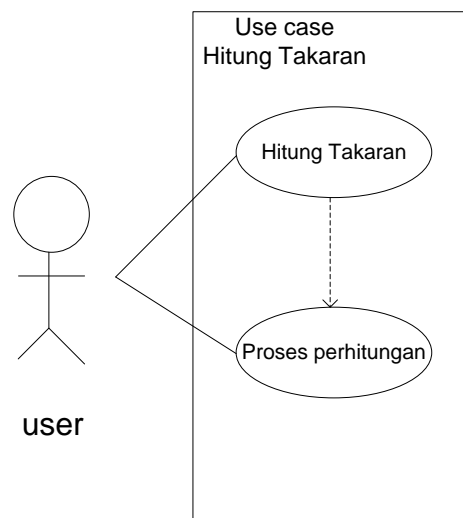 Use case
Hitung Takaran
Hitung Takaran
Proses perhitungan
user